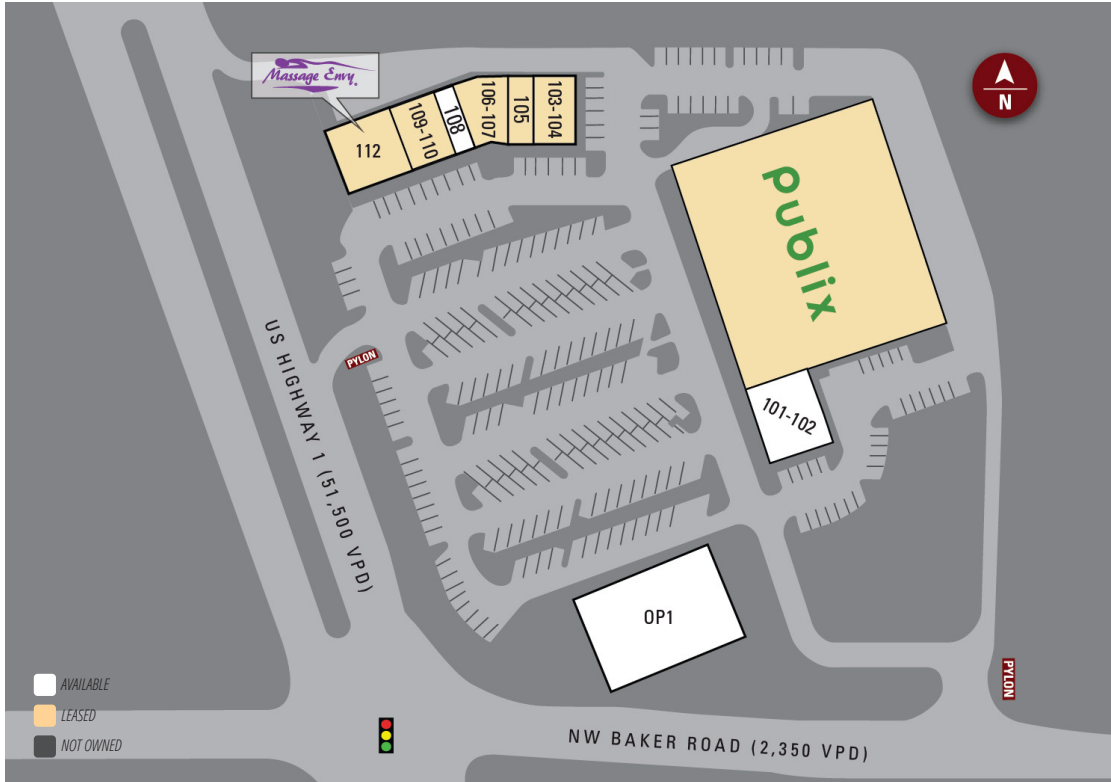 Massage Envy
N
112
109-110
108
106-107
105
103-104
publix
101-102
PYLON
US HIGHWAY 1 (51,500 VPD)
OP1
PYLON
AVAILABLE
LEASED
NOT OWNED
NW BAKER ROAD (2,350 VPD)